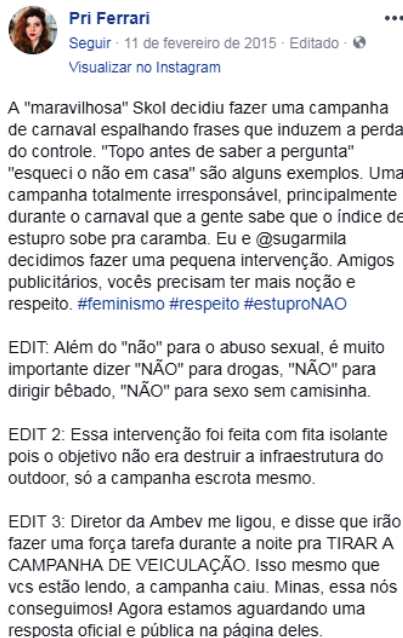 Pri Ferrari
Seguir · 11 de fevereiro de 2015 · Editado ·
Visualizar no Instagram
A "maravilhosa" Skol decidiu fazer uma campanha
de carnaval espalhando frases que induzem a perda
do controle. "Topo antes de saber a pergunta"
"esqueci o não em casa" são alguns exemplos. Uma
campanha totalmente irresponsável, principalmente
durante o carnaval que a gente sabe que o índice de
estupro sobe pra caramba. Eu e @sugarmila
decidimos fazer uma pequena intervenção. Amigos
publicitários, vocês precisam ter mais noção e
respeito. #feminismo #respeito #estuproNAO
EDIT: Além do "não" para o abuso sexual, é muito
importante dizer "NÃO" para drogas, "NÃO" para
dirigir bêbado, "NÃO" para sexo sem camisinha.
EDIT 2: Essa intervenção foi feita com fita isolante
pois o objetivo não era destruir a infraestrutura do
outdoor, só a campanha escrota mesmo.
EDIT 3: Diretor da Ambev me ligou, e disse que irão
fazer uma força tarefa durante a noite pra TIRAR A
CAMPANHA DE VEICULAÇÃO. Isso mesmo que
vcs estão lendo, a campanha caiu. Minas, essa nós
conseguimos! Agora estamos aguardando uma
resposta oficial e pública na página deles.